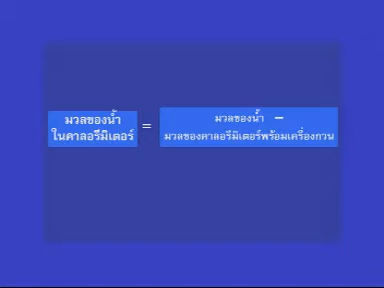 มวลของน้ำ
ในคาลอรีมิเตอร์
=
มวลของน้ำ −
มวลของคาลอรีมิเตอร์พร้อมเครื่องกวน